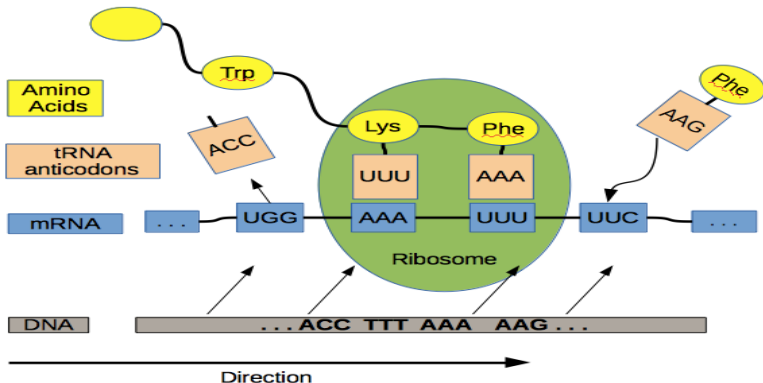 Trp
Phe
Amino
Acids
Lys
Phe
ACC
AAG
tRNA
anticodons
UUU
AAA
mRNA
...
UGG
AAA
UUU
UUC
...
Ribosome
DNA
...ACC TTT AAA AAG...
Direction